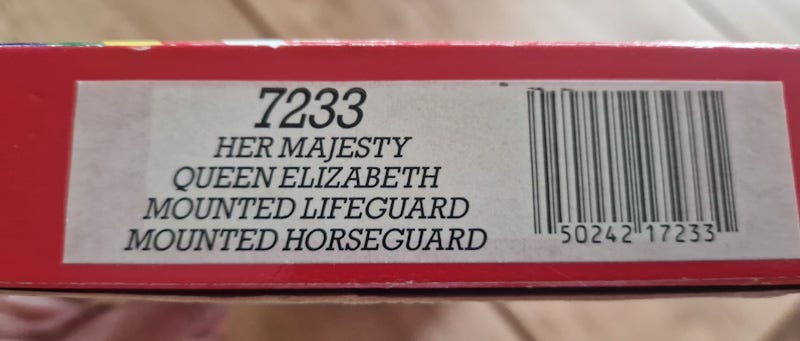 7233
HER MAJESTY
QUEEN ELIZABETH
MOUNTED LIFEGUARD
MOUNTED HORSEGUARD
50242 17233